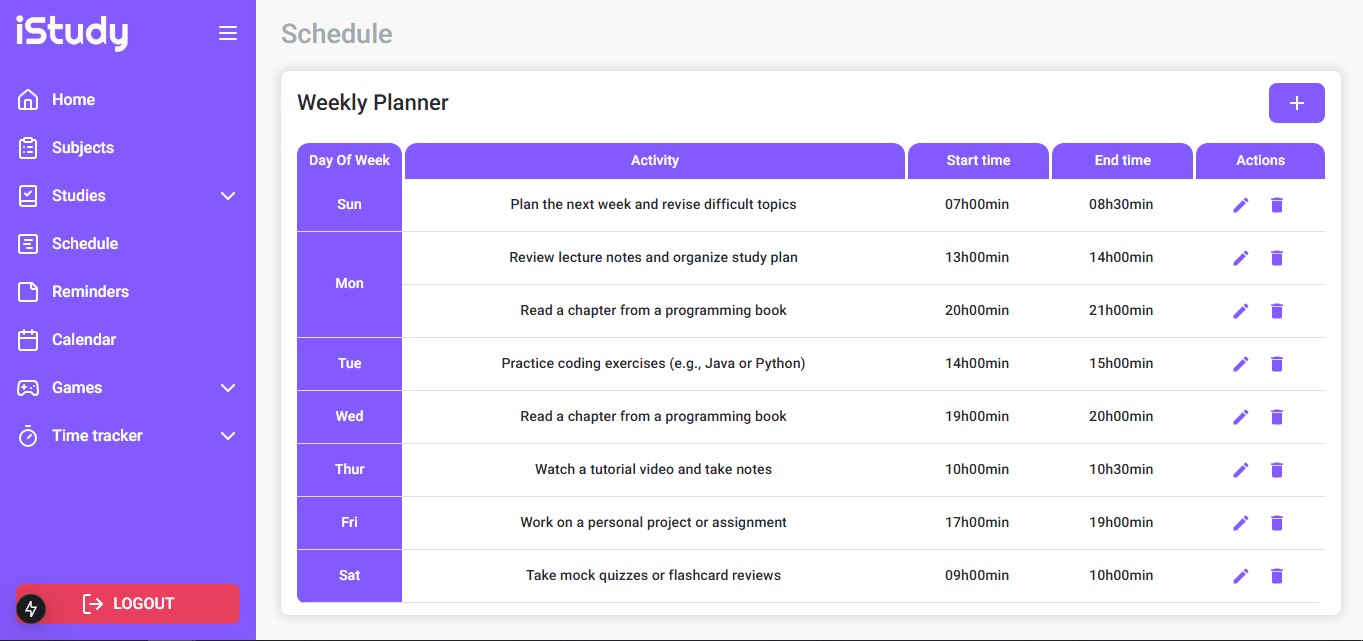 iStudy
Home
Subjects
Studies
Schedule
Reminders
Calendar
Games
Time tracker
LOGOUT
Schedule
Weekly Planner
+
Day Of Week Activity Start time End time Actions
Sun Plan the next week and revise difficult topics 07h00min 08h30min
Mon
Review lecture notes and organize study plan 13h00min 14h00min
Read a chapter from a programming book 20h00min 21h00min
Tue Practice coding exercises (e.g., Java or Python) 14h00min 15h00min
Wed Read a chapter from a programming book 19h00min 20h00min
Thur Watch a tutorial video and take notes 10h00min 10h30min
Fri Work on a personal project or assignment 17h00min 19h00min
Sat Take mock quizzes or flashcard reviews 09h00min 10h00min